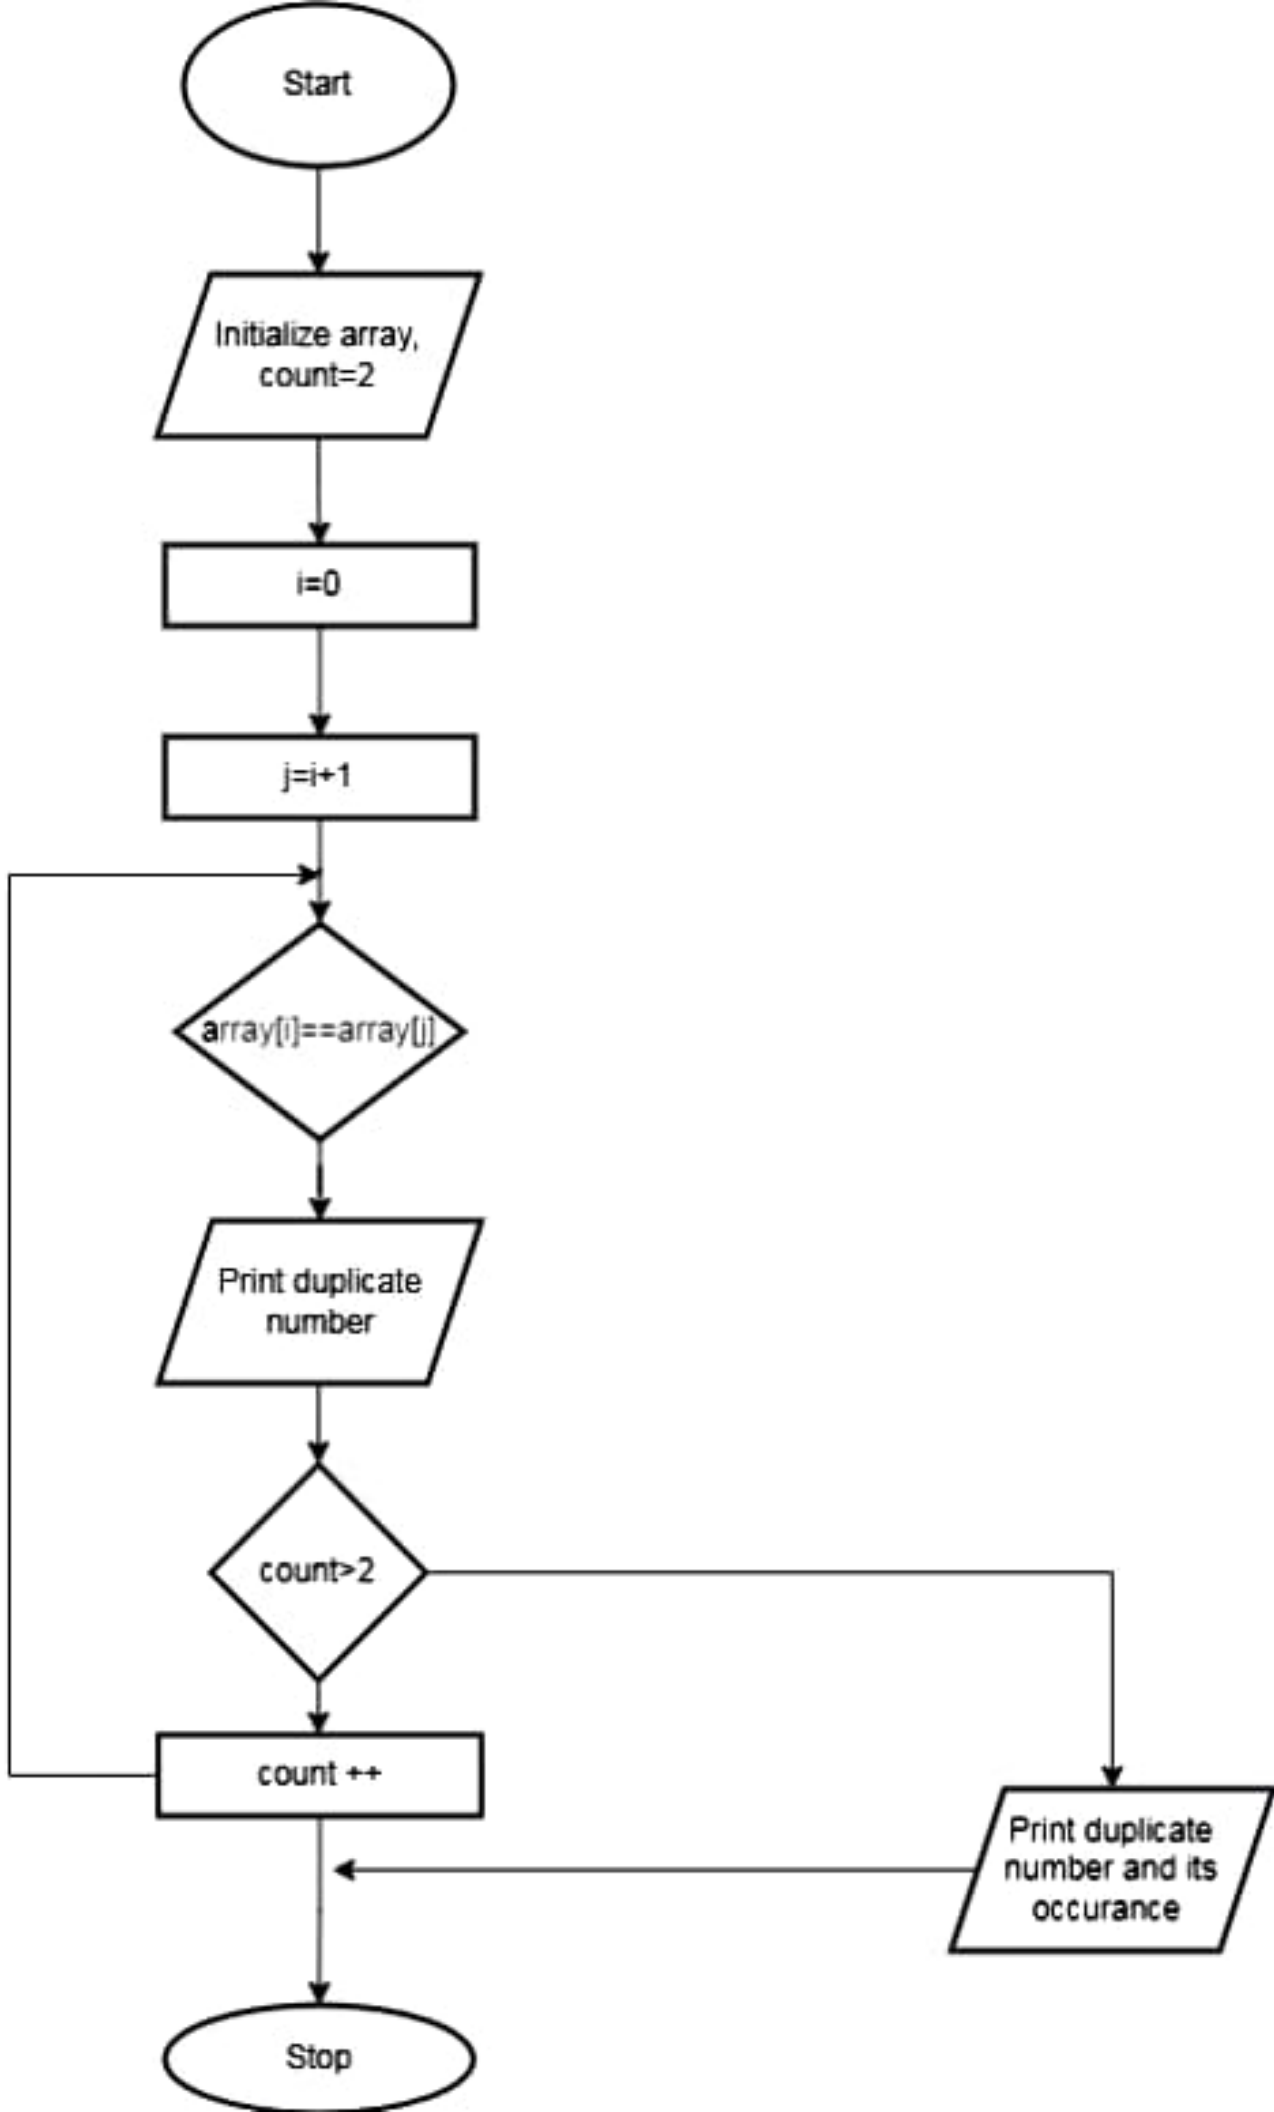 Start
Initialize array,
count=2
i=0
j=i+1
array[i]==array[j]
Print duplicate
number
count>2
count ++
Print duplicate
number and its
occurance
Stop